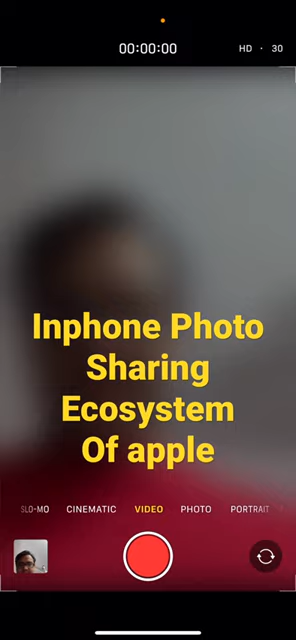 00:00:00
HD · 30
Inphone Photo
Sharing
Ecosystem
Of apple
SLO-MO CINEMATIC VIDEO PHOTO PORTRAIT